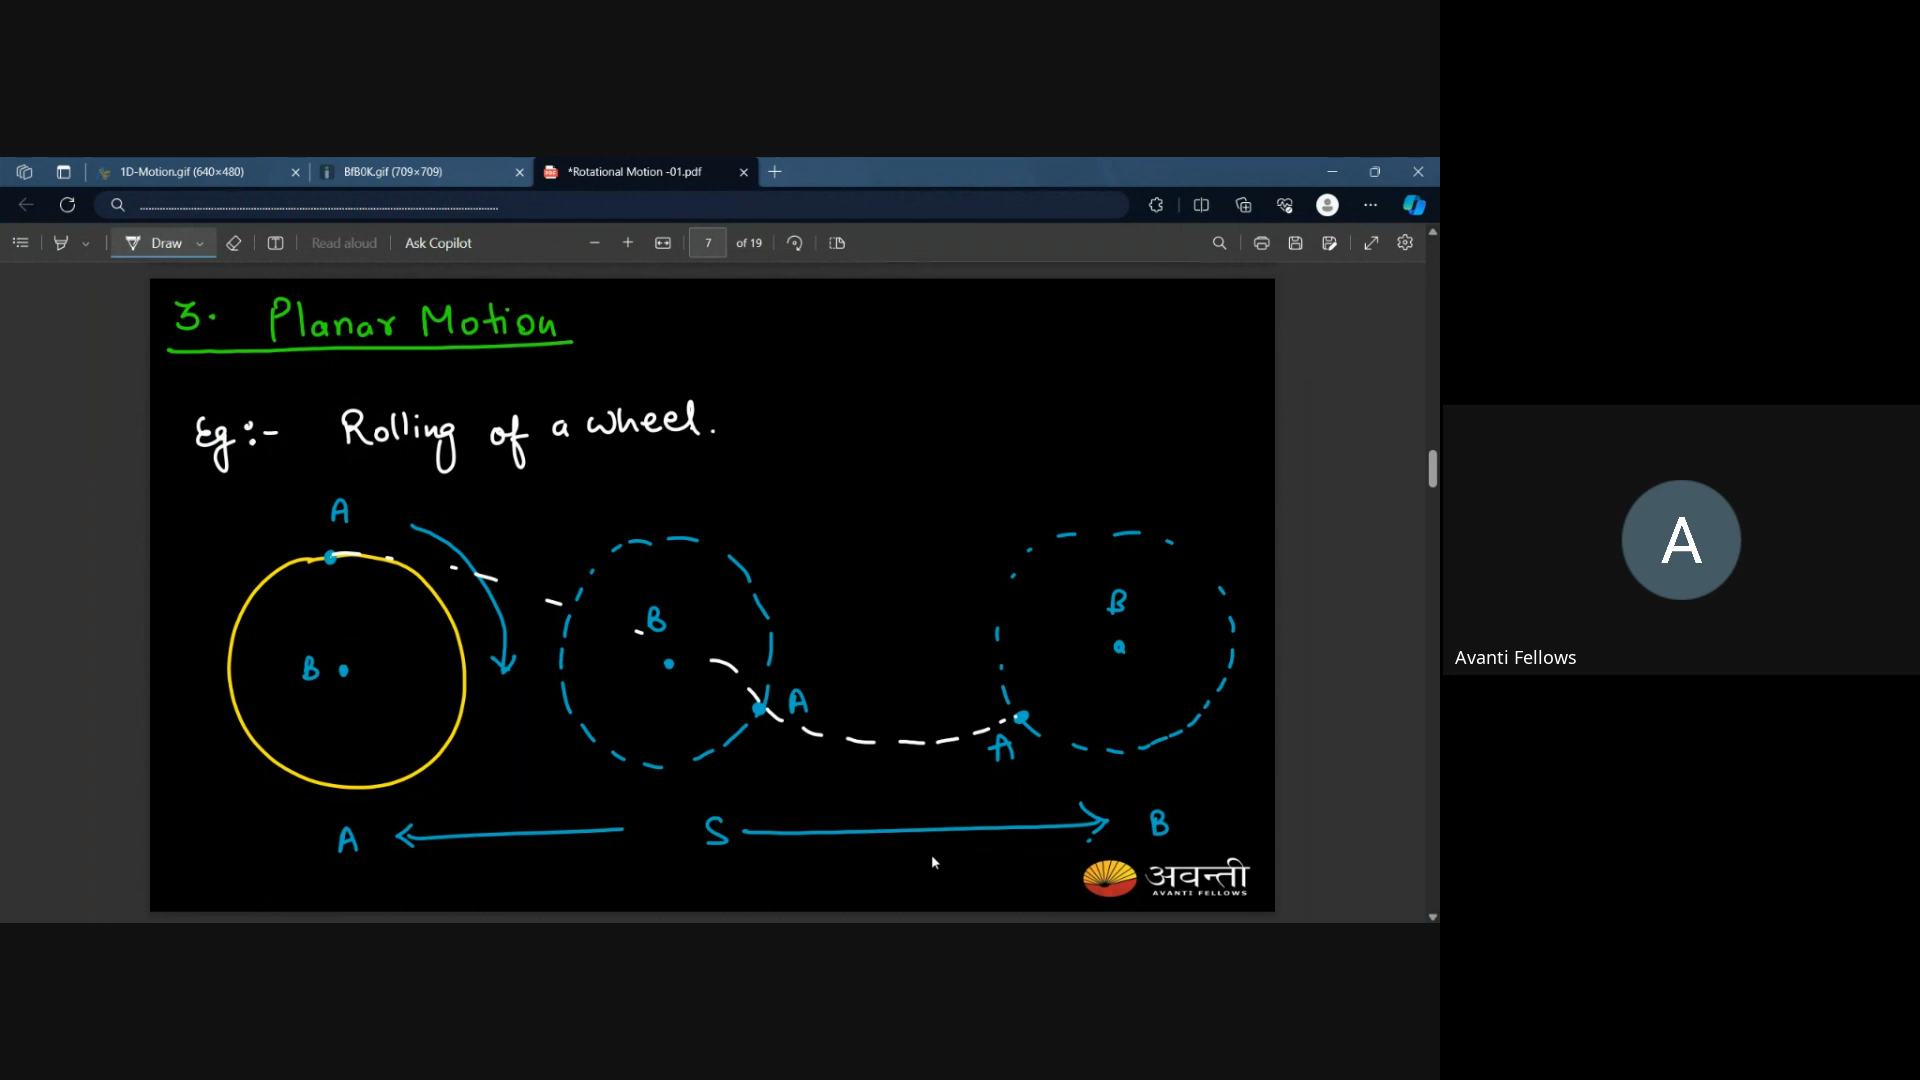 1D-Motion.gif (640×480)
BfB0K.gif (709×709)
*Rotational Motion -01.pdf
Draw
Read aloud
Ask Copilot
7 of 19
3. Planar Motion
Eg:- Rolling of a wheel.
A
B
B
A
B
A
A
S
B
अवन्ती
AVANTI FELLOWS
A
Avanti Fellows